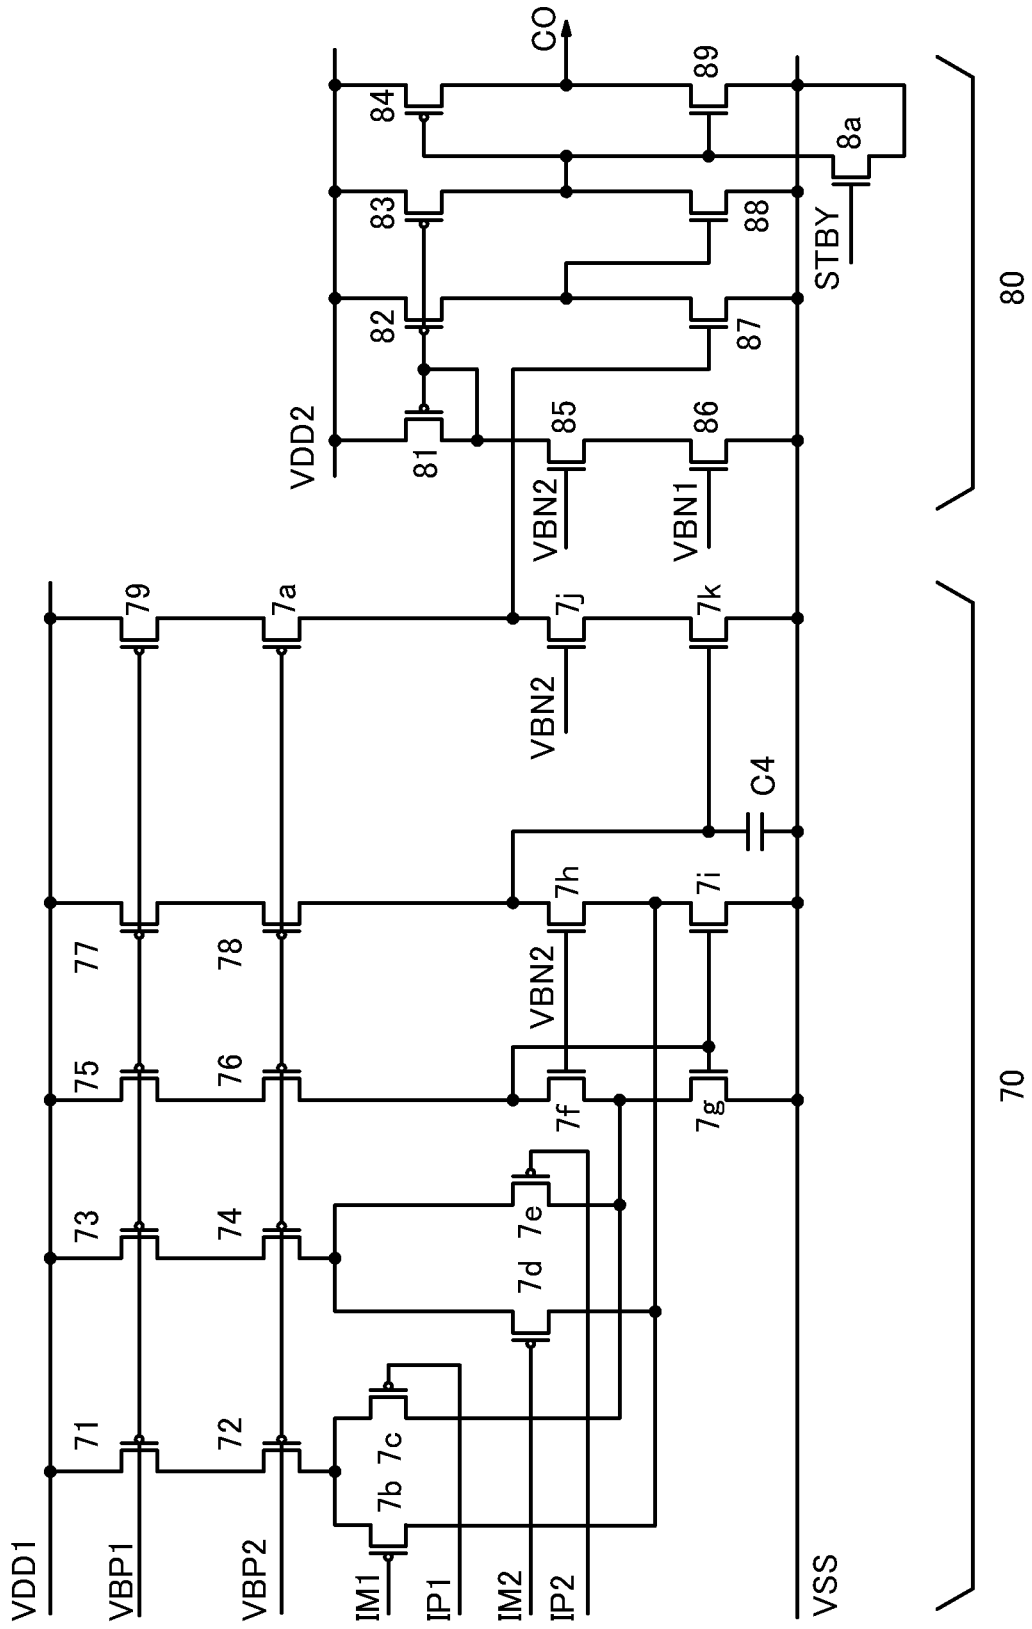 VDD1
VBP1
VBP2
IM1
IP1
IM2
IP2
VSS
71
72
7b
7c
73
74
7d
7e
75
76
7f
7g
77
78
VBN2
7h
7i
C4
79
7a
VBN2
7j
7k
VDD2
81
VBN2
85
VBN1
86
82
87
83
88
84
89
STBY
8a
CO
70
80